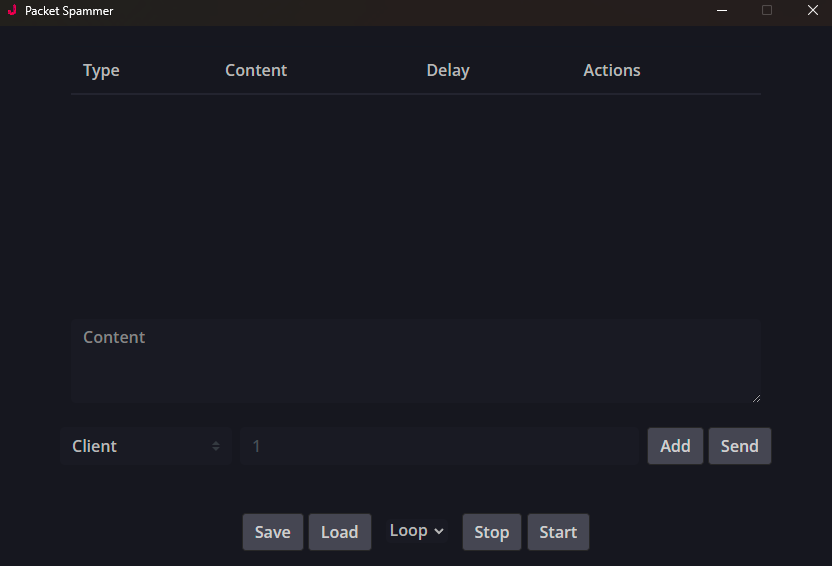 Packet Spammer
Type Content Delay Actions
Content
Client 1 Add Send
Save Load Loop Stop Start